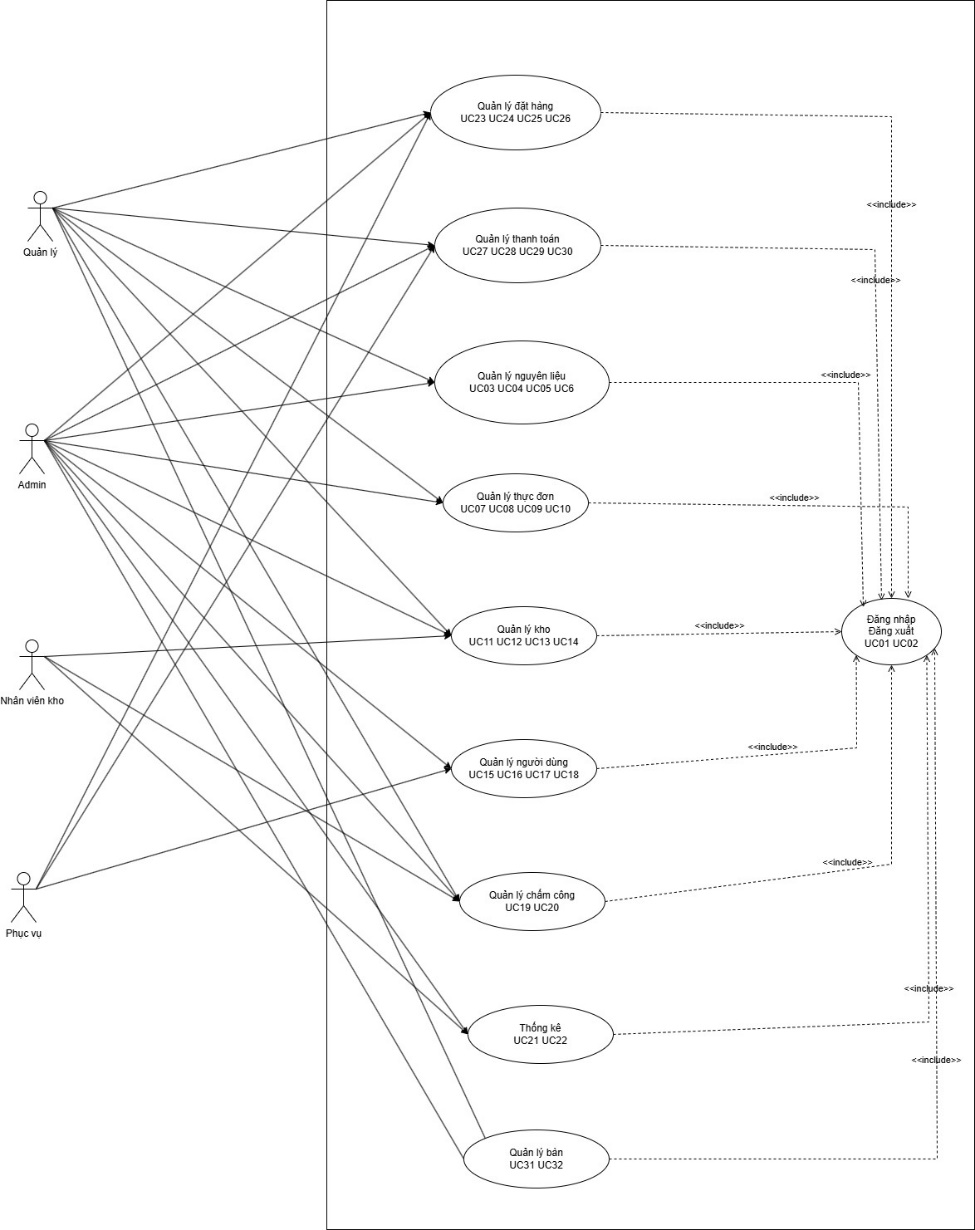 Quản lý đặt hàng
UC23 UC24 UC25 UC26
<<include>>
Quản lý
Quản lý thanh toán
UC27 UC28 UC29 UC30
<<include>>
Quản lý nguyên liệu
UC03 UC04 UC05 UC6
<<include>>
Admin
Quản lý thực đơn
UC07 UC08 UC09 UC10
<<include>>
Quản lý kho
UC11 UC12 UC13 UC14
<<include>>
Đăng nhập
Đăng xuất
UC01 UC02
Nhân viên kho
Quản lý người dùng
UC15 UC16 UC17 UC18
<<include>>
Quản lý chấm công
UC19 UC20
<<include>>
Phục vụ
Thống kê
UC21 UC22
<<include>>
Quản lý bán
UC31 UC32
<<include>>